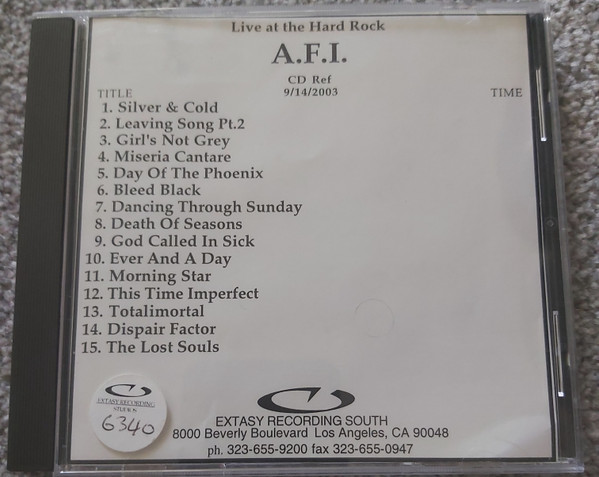 Live at the Hard Rock
A.F.I.
CD Ref
TITLE 9/14/2003 TIME
1. Silver & Cold
2. Leaving Song Pt.2
3. Girl's Not Grey
4. Miseria Cantare
5. Day Of The Phoenix
6. Bleed Black
7. Dancing Through Sunday
8. Death Of Seasons
9. God Called In Sick
10. Ever And A Day
11. Morning Star
12. This Time Imperfect
13. Totalimortal
14. Dispair Factor
15. The Lost Souls
EXTASY RECORDING
6340
EXTASY RECORDING SOUTH
8000 Beverly Boulevard Los Angeles, CA 90048
ph. 323-655-9200 fax 323-655-0947